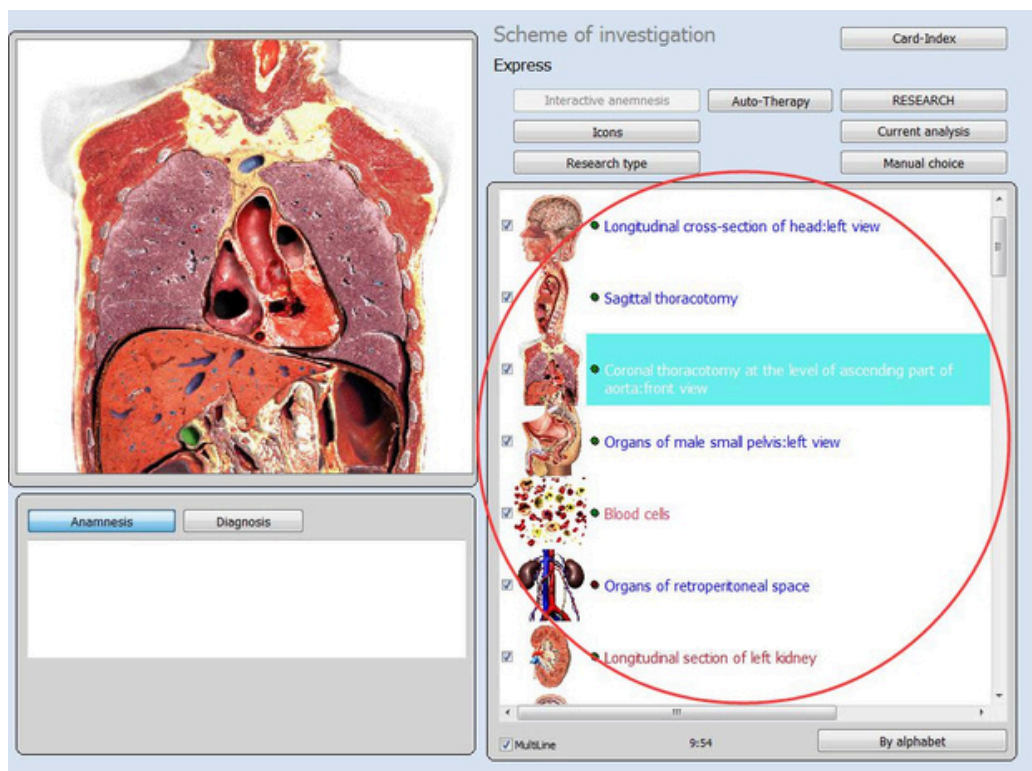 Scheme of investigation
Card-Index
Express
Interactive anemnesis
Auto-Therapy
RESEARCH
Icons
Current analysis
Research type
Manual choice
Longitudinal cross-section of head:left view
Sagittal thoracotomy
Coronal thoracotomy at the level of ascending part of
aorta:front view
Organs of male small pelvis:left view
Blood cells
Organs of retroperitoneal space
Longitudinal section of left kidney
Anamnesis
Diagnosis
MultiLine
9:54
By alphabet